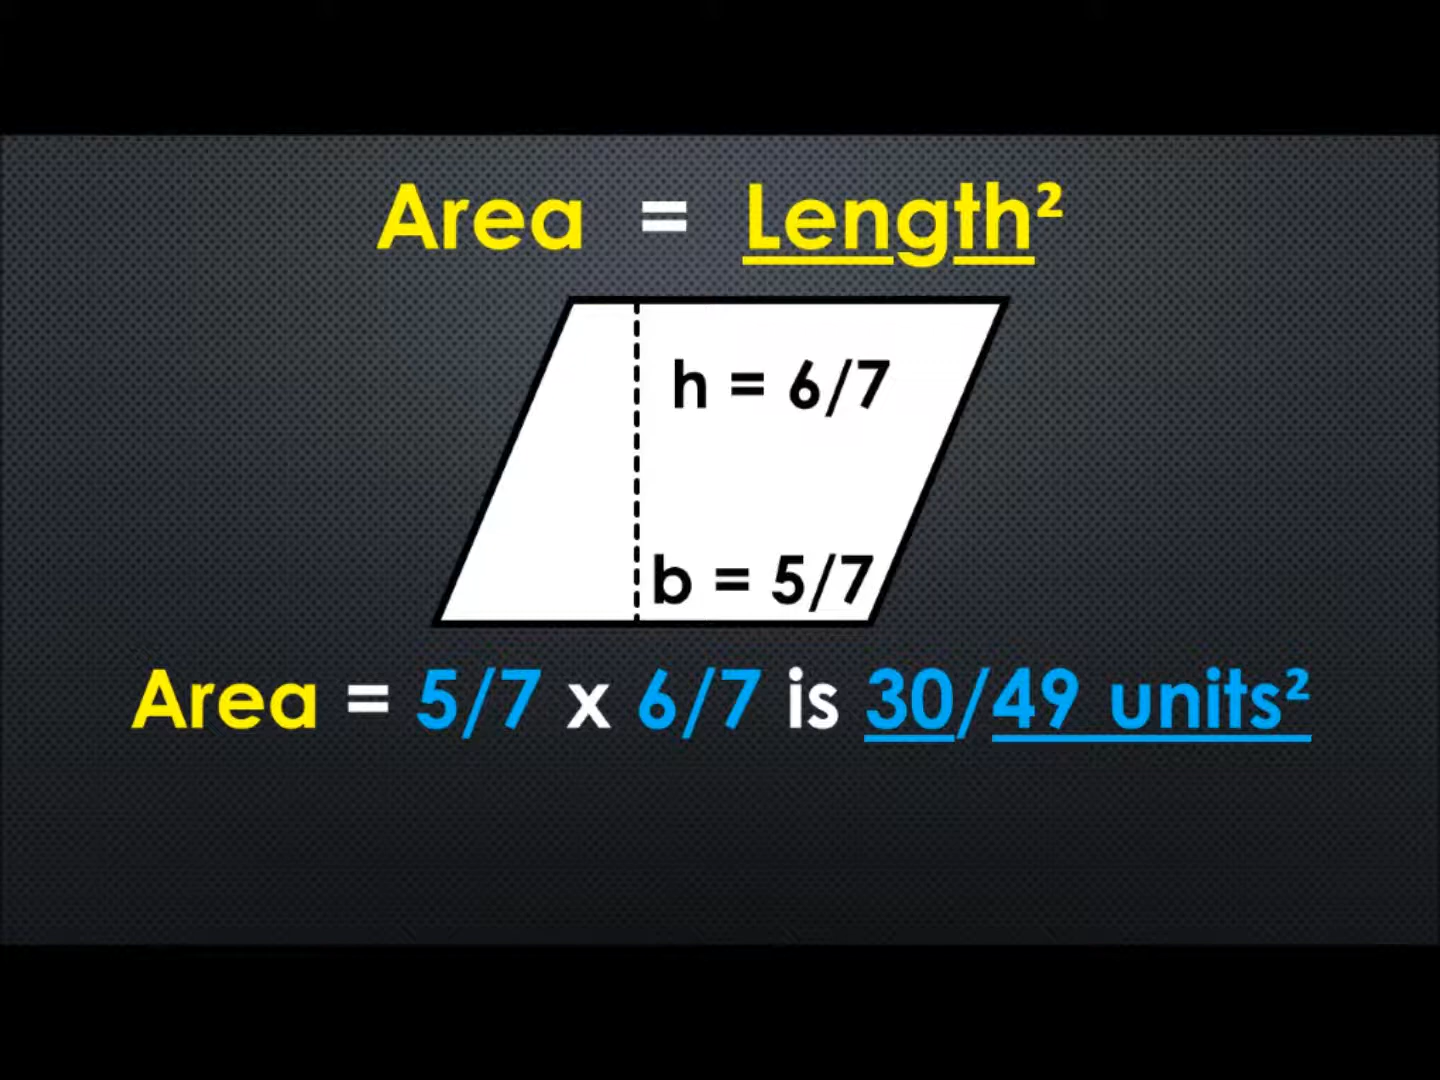 Area = Length²
h = 6/7
b = 5/7
Area = 5/7 x 6/7 is 30/49 units²